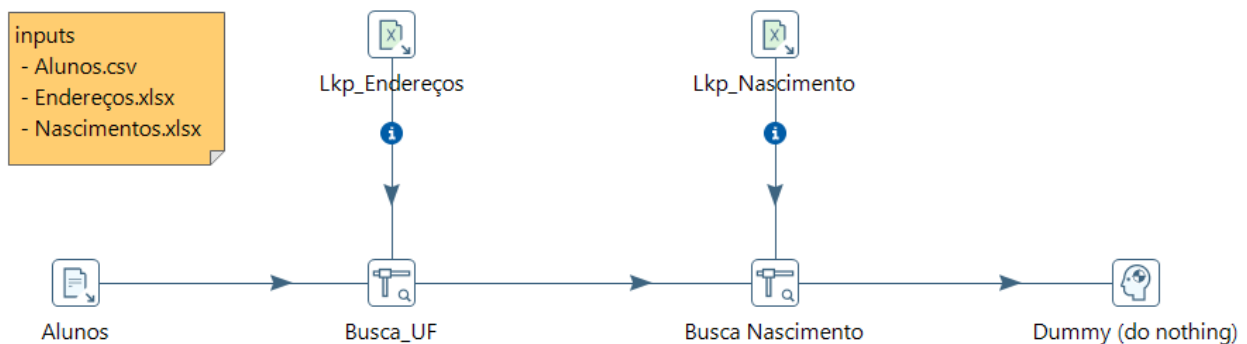 inputs
- Alunos.csv
- Endereços.xlsx
- Nascimentos.xlsx
Lkp_Endereços
Lkp_Nascimento
Alunos
Busca_UF
Busca Nascimento
Dummy (do nothing)